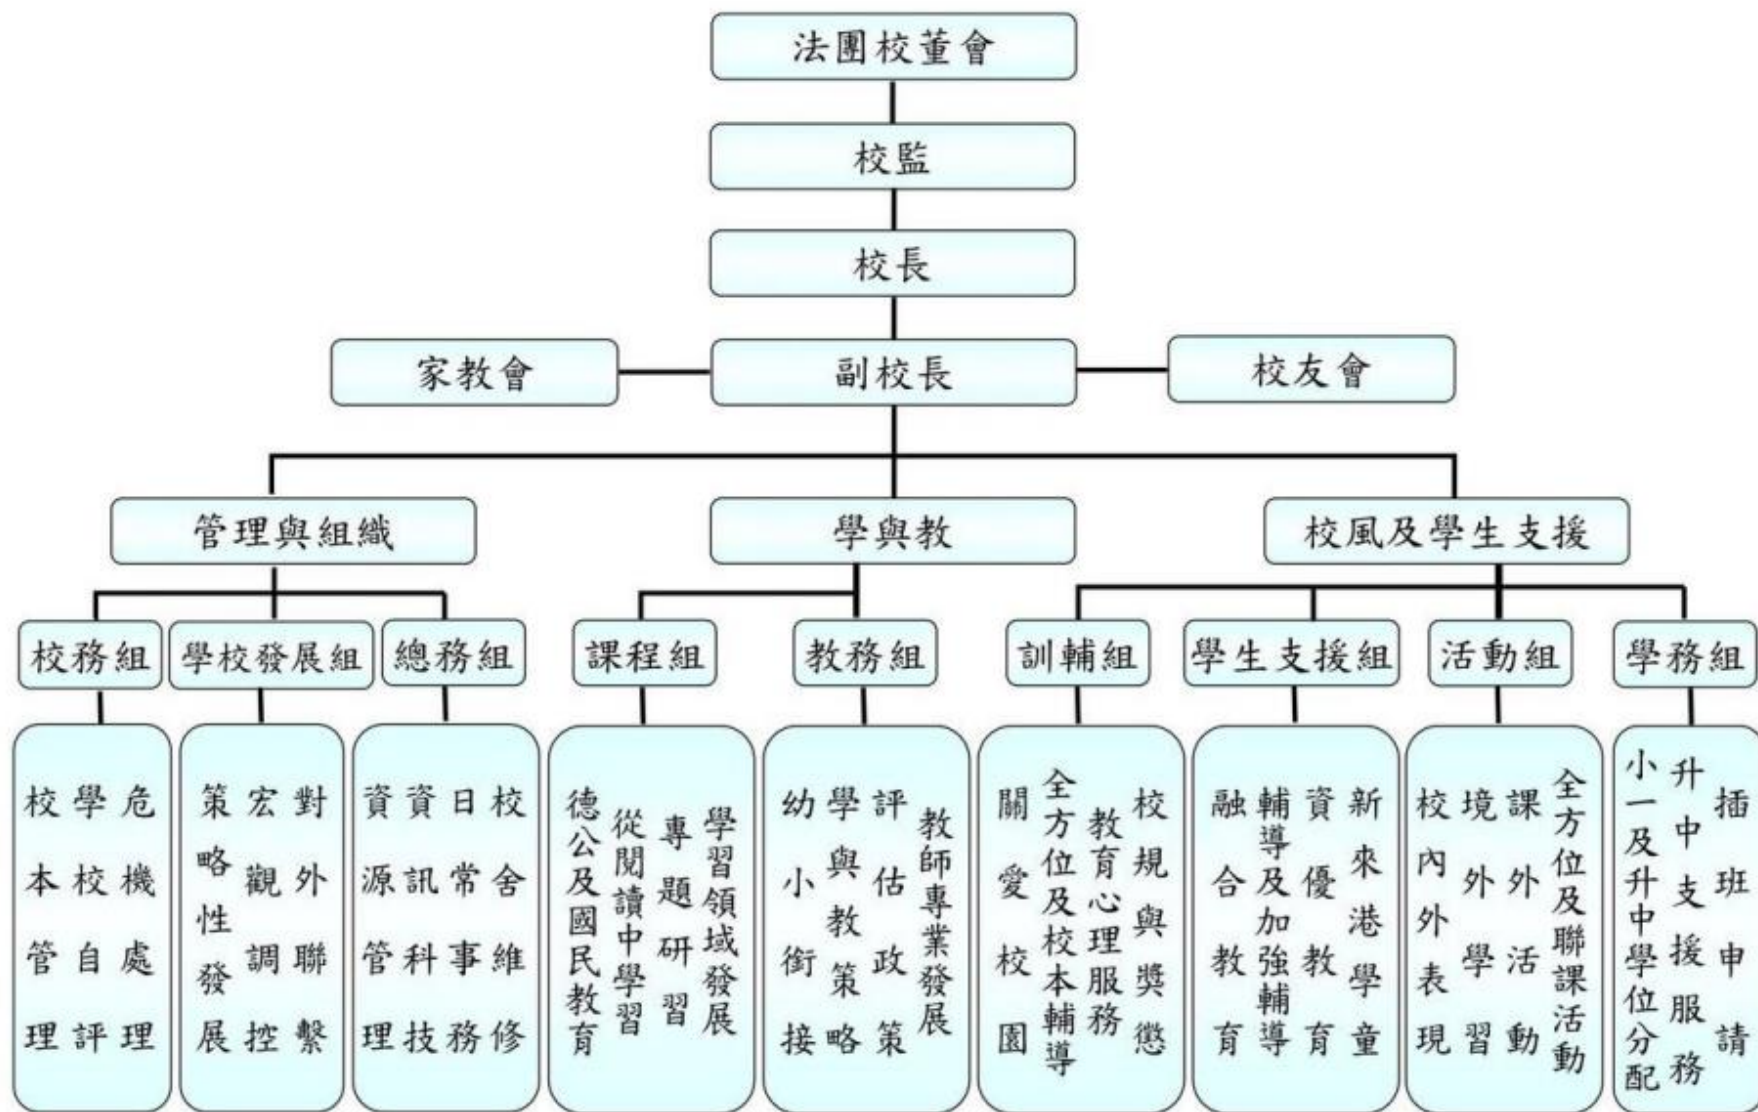 法團校董會
校監
校長
家教會
副校長
校友會
管理與組織
學與教
校風及學生支援
校務組
學校發展組
總務組
課程組
教務組
訓輔組
學生支援組
活動組
學務組
危機處理
學校自評
校本管理
對外聯繫
宏觀調控
策略性發展
校舍維修
日常事務
資訊科技
資源管理
學習領域發展
專題研習
從閱讀中學習
德公及國民教育
教師專業發展
評估政策
學與教策略
幼小銜接
校規與獎懲
教育心理服務
全方位及校本輔導
關愛校園
新來港學童
資優教育
輔導及加強輔導
融合教育
全方位及聯課活動
課外活動
境外學習
校內外表現
插班申請
升中支援服務
小一及升中學位分配